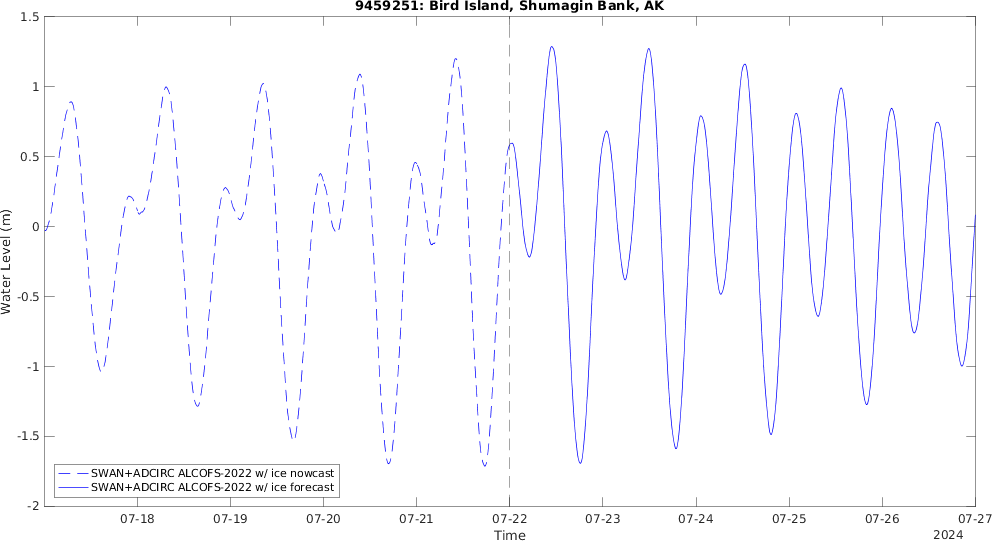 9459251: Bird Island, Shumagin Bank, AK
1.5
1
0.5
0
-0.5
-1
-1.5
-2
Water Level (m)
SWAN+ADCIRC ALCOFS-2022 w/ ice nowcast
SWAN+ADCIRC ALCOFS-2022 w/ ice forecast
07-18 07-19 07-20 07-21 07-22 07-23 07-24 07-25 07-26 07-27
Time
2024